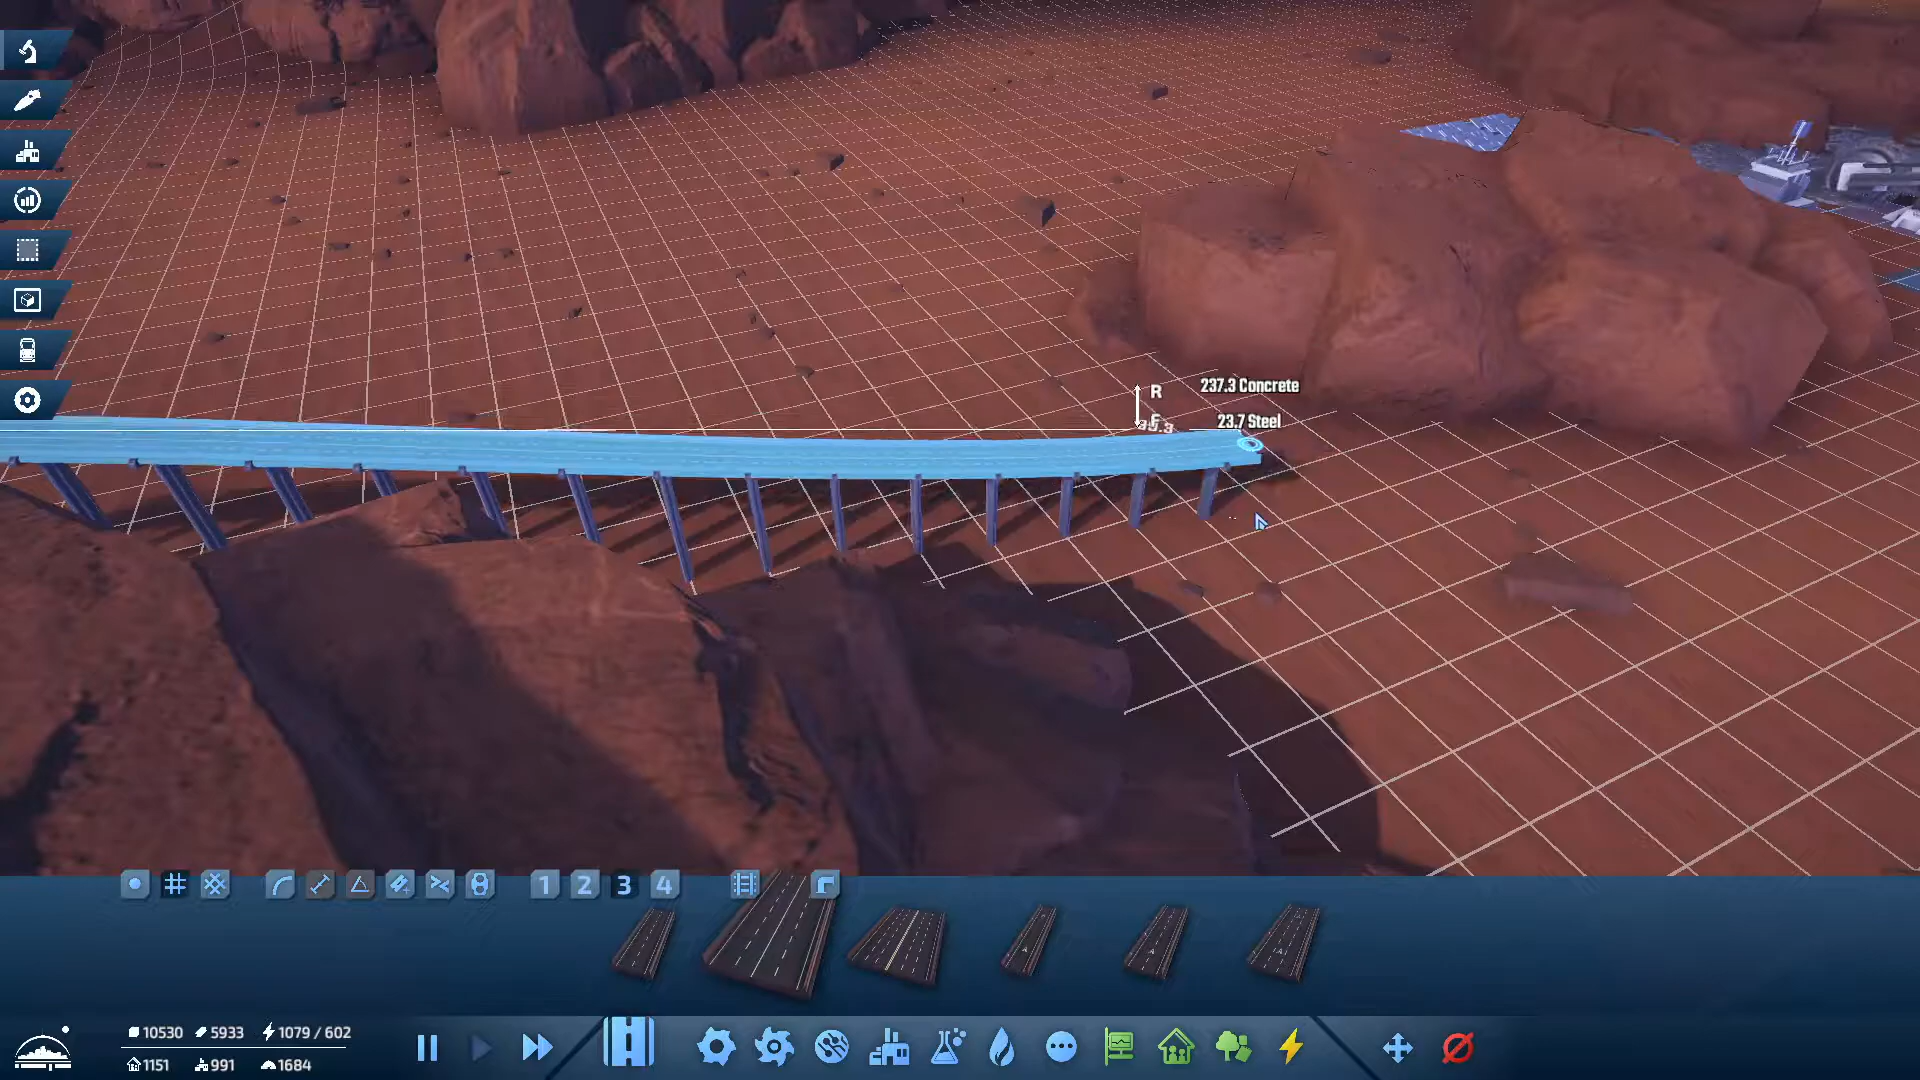 R
237.3 Concrete
F
23.7 Steel
1 2 3 4
10530 5933 1079 / 602
1151 991 1684